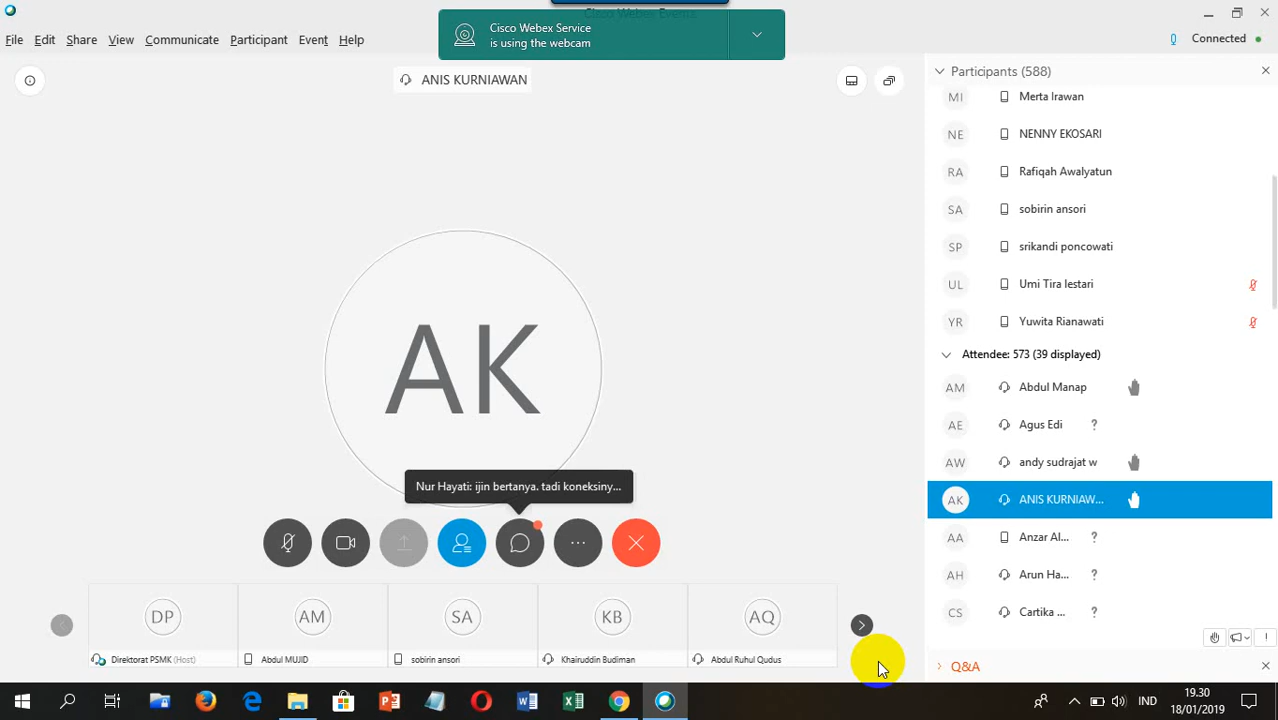 Cisco Webex Events
Cisco Webex Service
is using the webcam
File Edit Share View Communicate Participant Event Help
Connected
ANIS KURNIAWAN
Participants (588)
MI Merta Irawan
NE NENNY EKOSARI
RA Rafiqah Awalyatun
SA sobirin ansori
SP srikandi poncowati
UL Umi Tira lestari
YR Yuwita Rianawati
Attendee: 573 (39 displayed)
AM Abdul Manap
AE Agus Edi ?
AW andy sudrajat w
AK ANIS KURNIAW...
AA Anzar Al... ?
AH Arun Ha... ?
CS Cartika ... ?
Q&A
AK
Nur Hayati: ijin bertanya. tadi koneksiny...
DP AM SA KB AQ
Direktorat PSMK (Host) Abdul MUJID sobirin ansori Khairuddin Budiman Abdul Ruhul Qudus
IND
19.30
18/01/2019